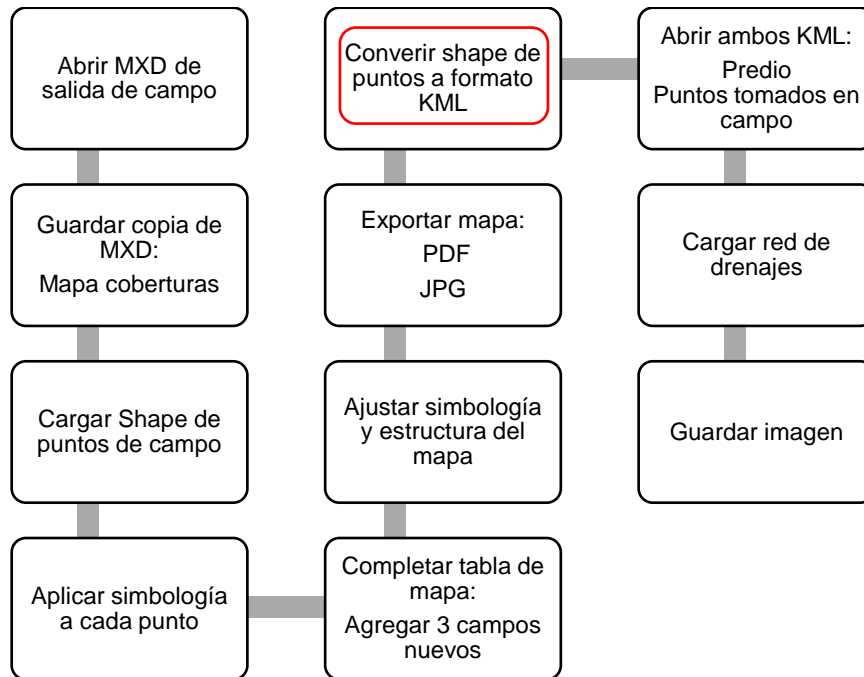 Abrir MXD de
salida de campo
Guardar copia de
MXD:
Mapa coberturas
Cargar Shape de
puntos de campo
Aplicar simbología
a cada punto
Completar tabla de
mapa:
Agregar 3 campos
nuevos
Ajustar simbología
y estructura del
mapa
Exportar mapa:
PDF
JPG
Converir shape de
puntos a formato
KML
Abrir ambos KML:
Predio
Puntos tomados en
campo
Cargar red de
drenajes
Guardar imagen